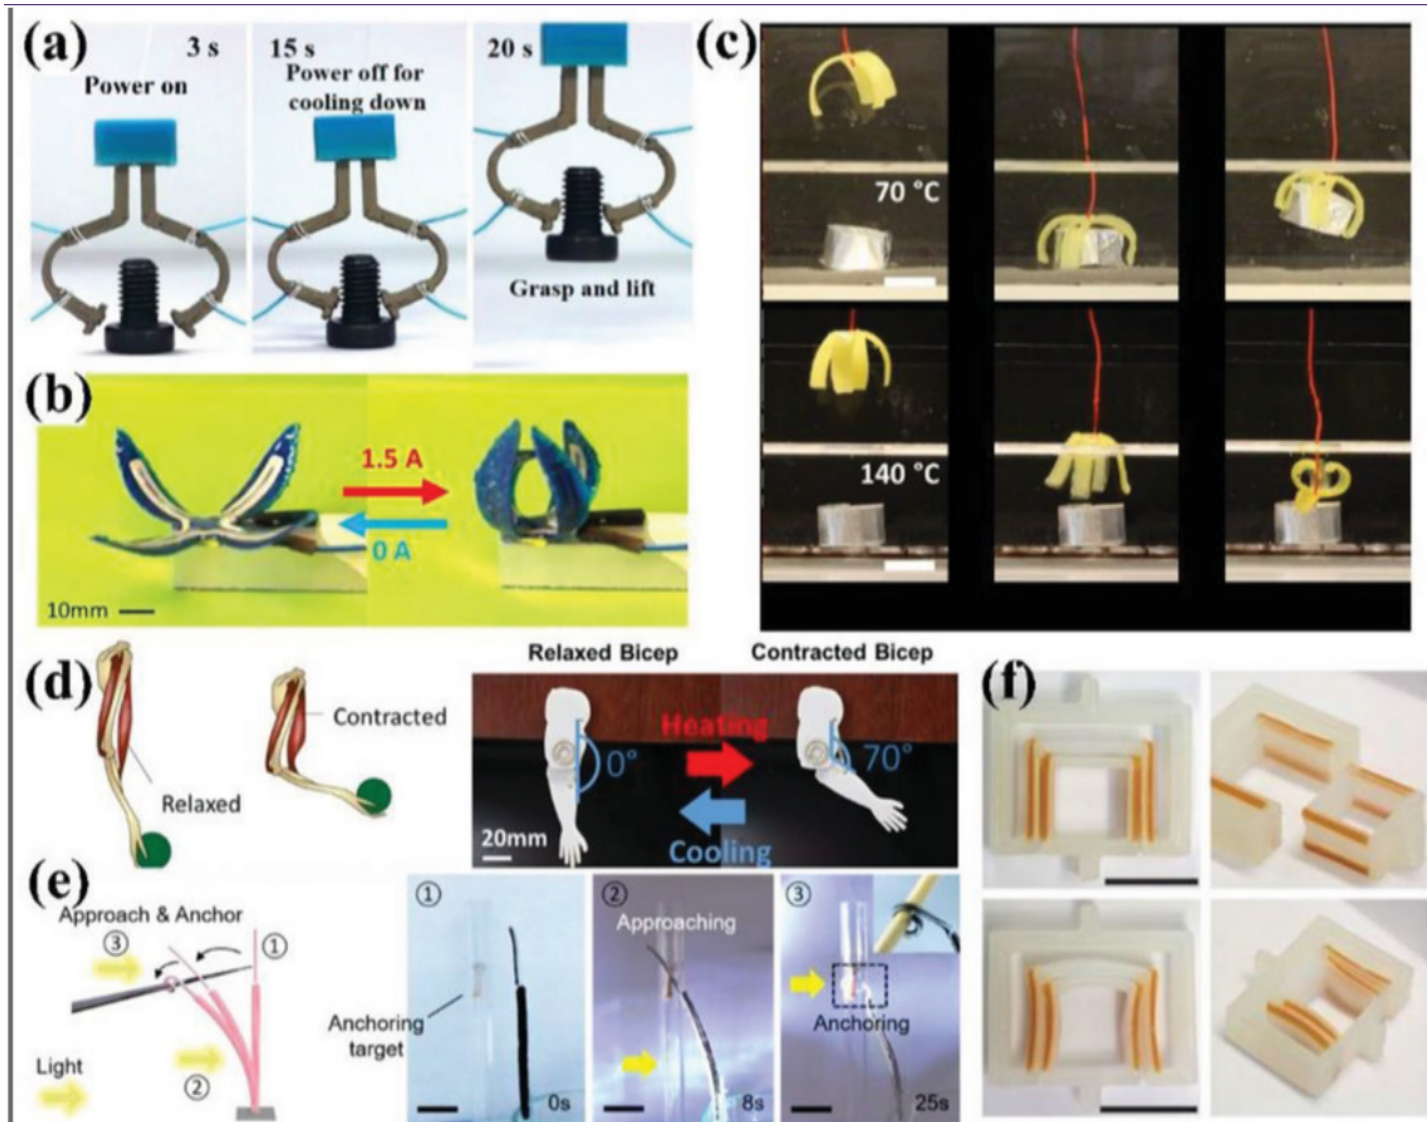 (a)
3 s
Power on
15 s
Power off for
cooling down
20 s
Grasp and lift
(b)
1.5 A
0 A
10mm
(c)
70 °C
140 °C
(d)
Relaxed
Contracted
Relaxed Bicep
Contracted Bicep
Heating
0°
70°
20mm
Cooling
(e)
Approach & Anchor
③
①
②
Light
①
Anchoring
target
0s
②
Approaching
8s
③
Anchoring
25s
(f)